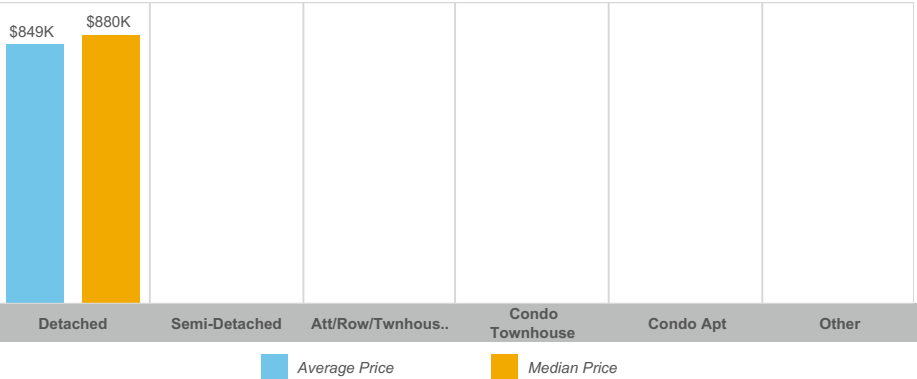 $849K
$880K
Detached
Semi-Detached
Att/Row/Twnhous..
Condo
Townhouse
Condo Apt
Other
Average Price
Median Price